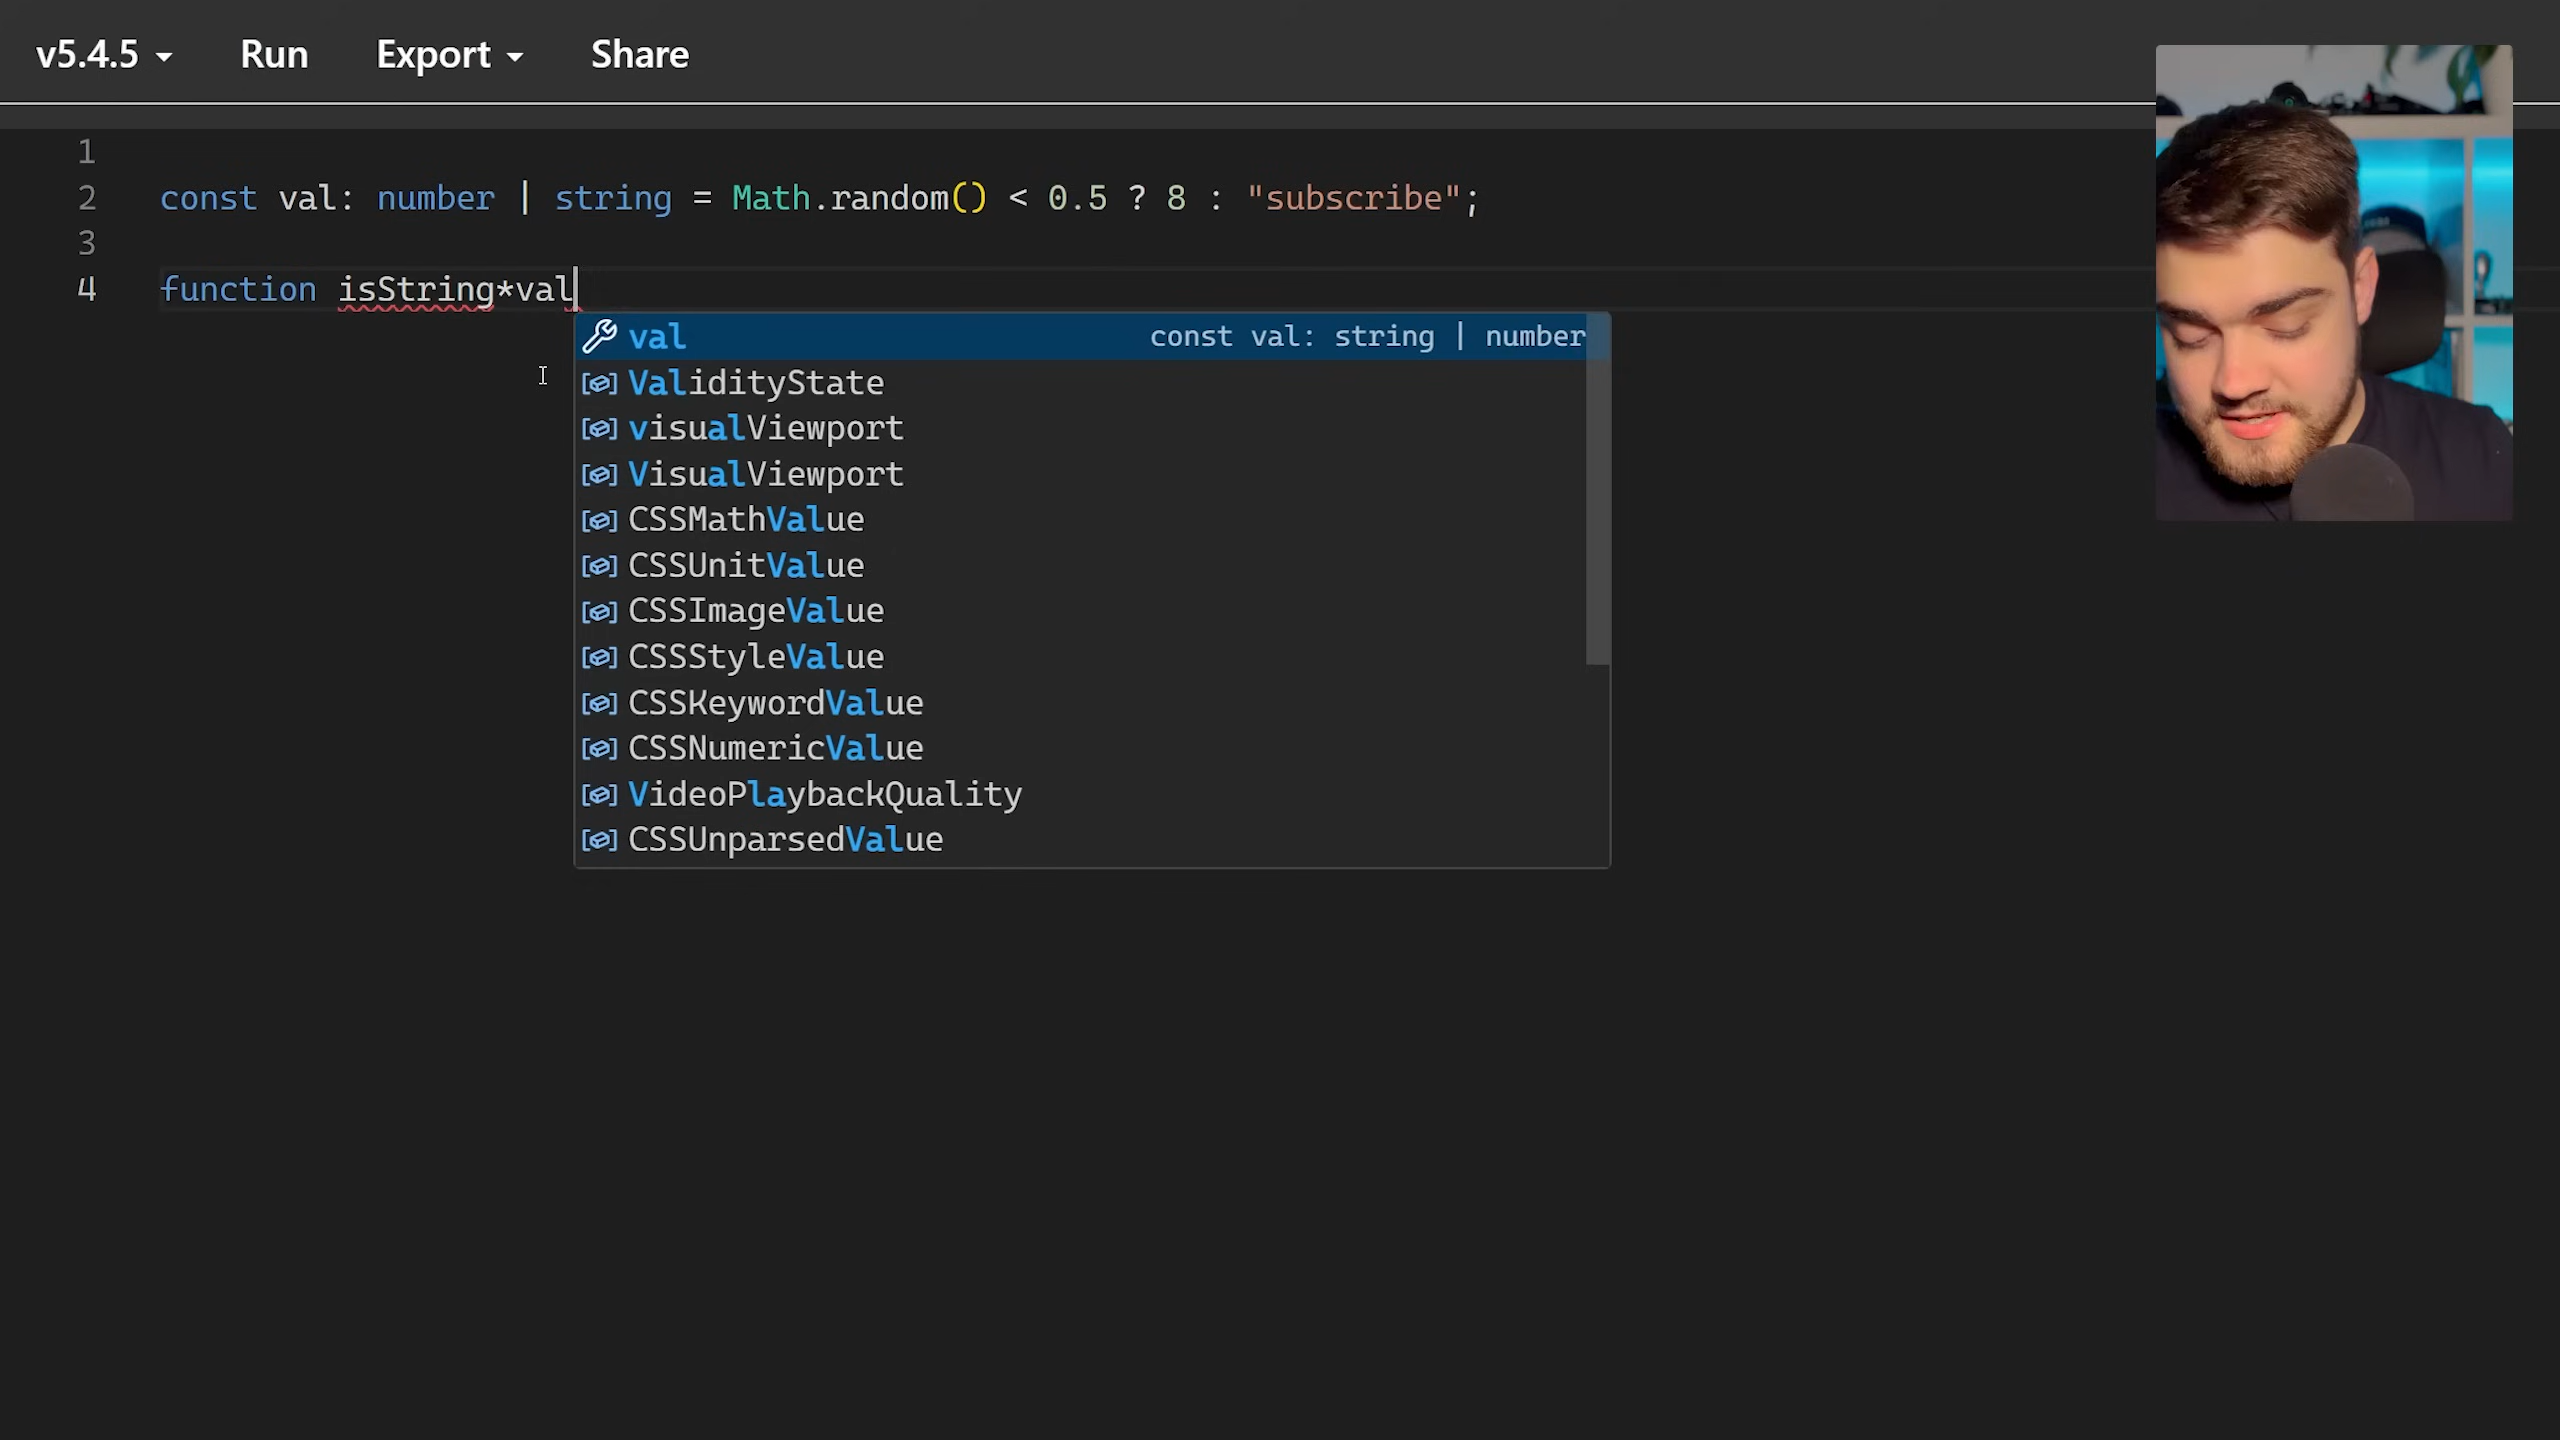 v5.4.5 Run Export Share
1
2 const val: number | string = Math.random() < 0.5 ? 8 : "subscribe";
3
4 function isString*val
val const val: string | number
ValidityState
visualViewport
VisualViewport
CSSMathValue
CSSUnitValue
CSSImageValue
CSSStyleValue
CSSKeywordValue
CSSNumericValue
VideoPlaybackQuality
CSSUnparsedValue